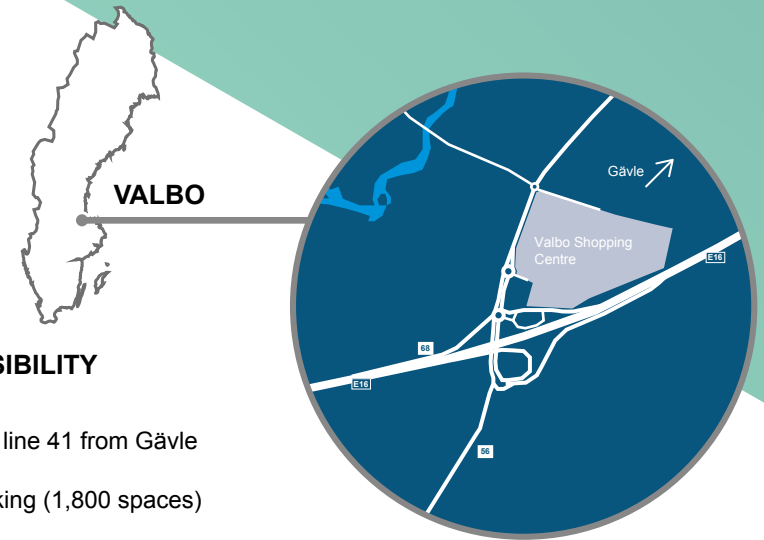 VALBO
Gävle
Valbo Shopping
Centre
E16
68
E16
56
SIBILITY
line 41 from Gävle
king (1,800 spaces)